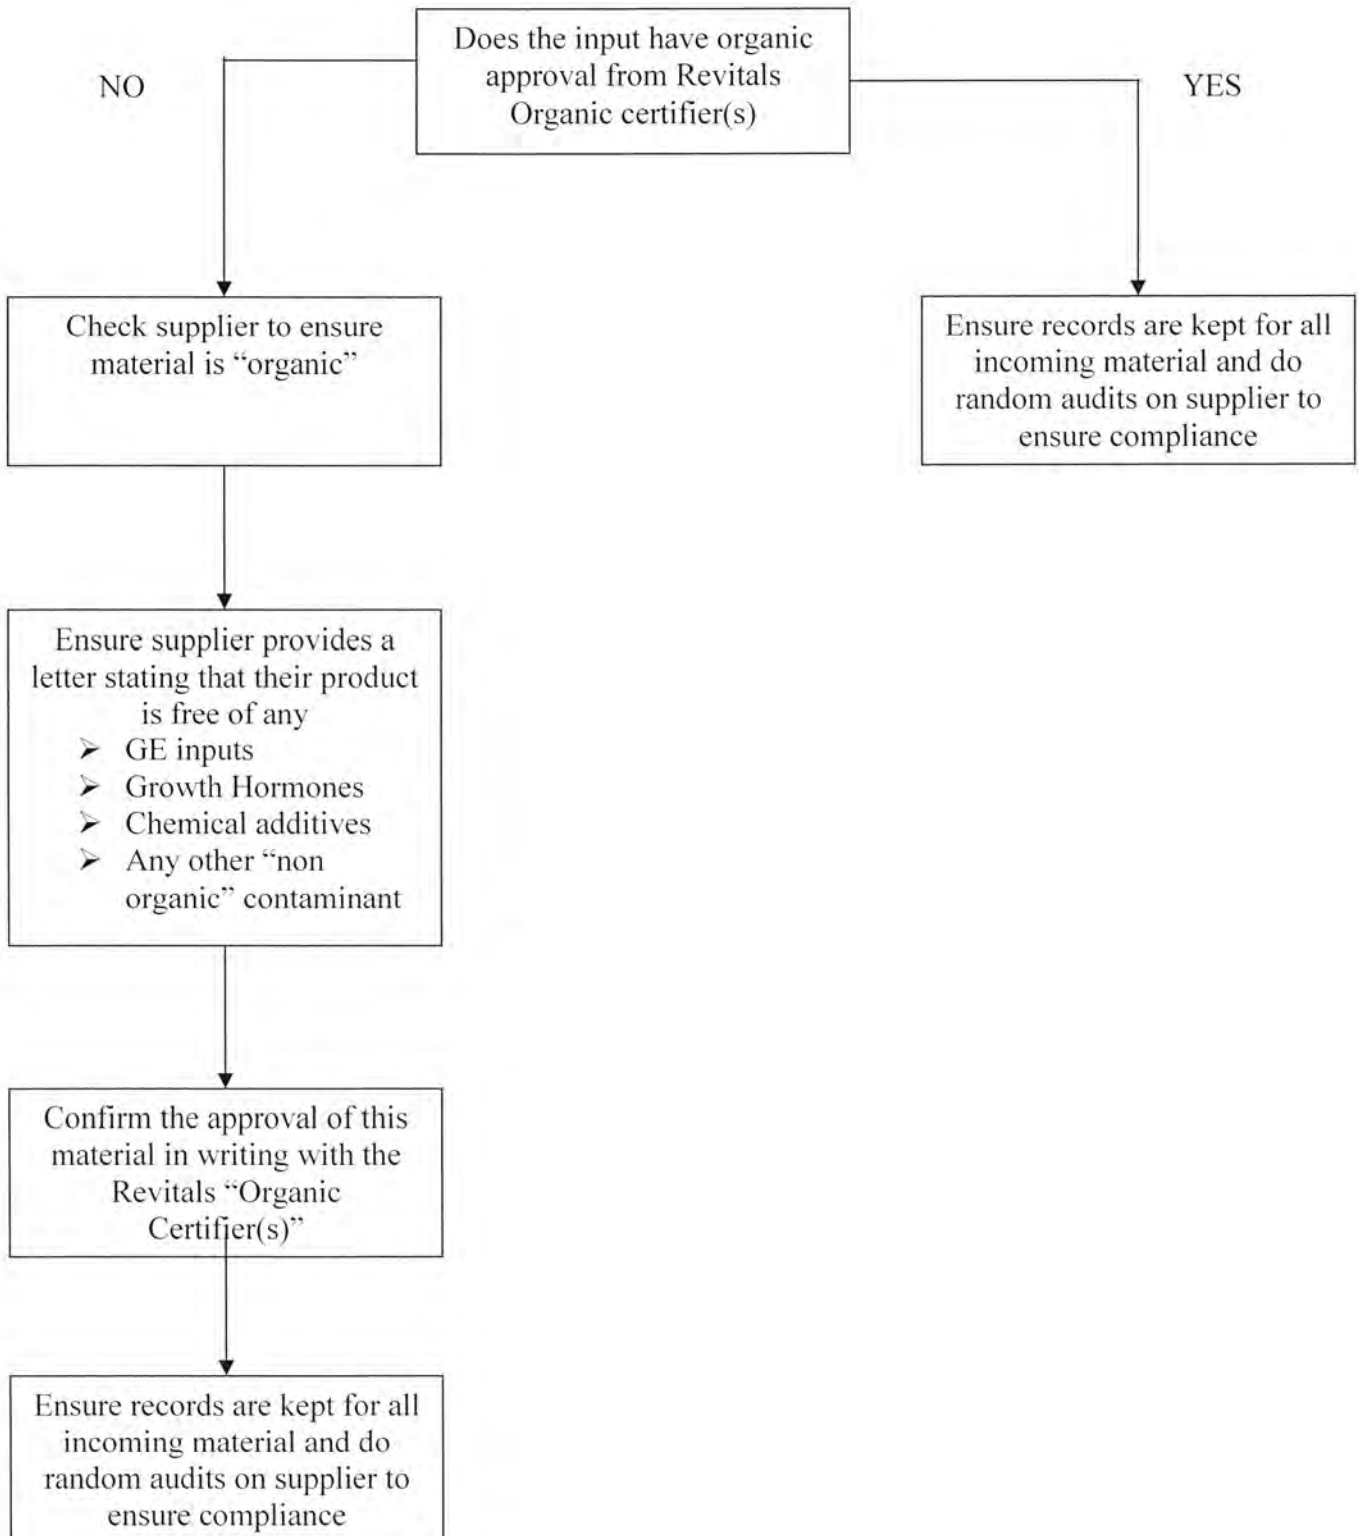 Does the input have organic
approval from Revitals
Organic certifier(s)
NO
YES
Check supplier to ensure
material is “organic”
Ensure records are kept for all
incoming material and do
random audits on supplier to
ensure compliance
Ensure supplier provides a
letter stating that their product
is free of any
➢ GE inputs
➢ Growth Hormones
➢ Chemical additives
➢ Any other “non
organic” contaminant
Confirm the approval of this
material in writing with the
Revitals “Organic
Certifier(s)”
Ensure records are kept for all
incoming material and do
random audits on supplier to
ensure compliance